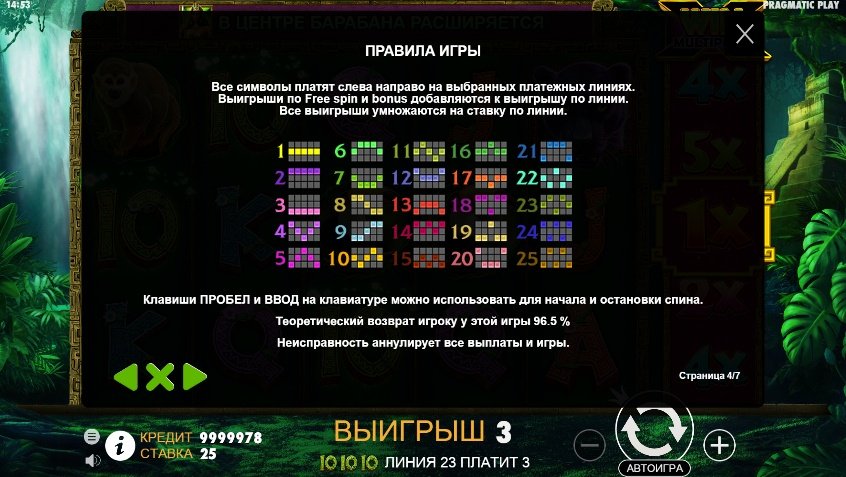 14:53
PRAGMATIC PLAY
В ЦЕНТРЕ БАРАБАНА РАСШИРЯЕТСЯ
ПРАВИЛА ИГРЫ
Все символы платят слева направо на выбранных платежных линиях.
Выигрыши по Free spin и bonus добавляются к выигрышу по линии.
Все выигрыши умножаются на ставку по линии.
1 6 11 16 21
2 7 12 17 22
3 8 13 18 23
4 9 14 19 24
5 10 15 20 25
4x
5x
1x
Клавиши ПРОБЕЛ и ВВОД на клавиатуре можно использовать для начала и остановки спина.
Теоретический возврат игроку у этой игры 96.5 %
Неисправность аннулирует все выплаты и игры.
Страница 4/7
КРЕДИТ 9999978
СТАВКА 25
ВЫИГРЫШ 3
10 10 10 ЛИНИЯ 23 ПЛАТИТ 3
АВТОИГРА